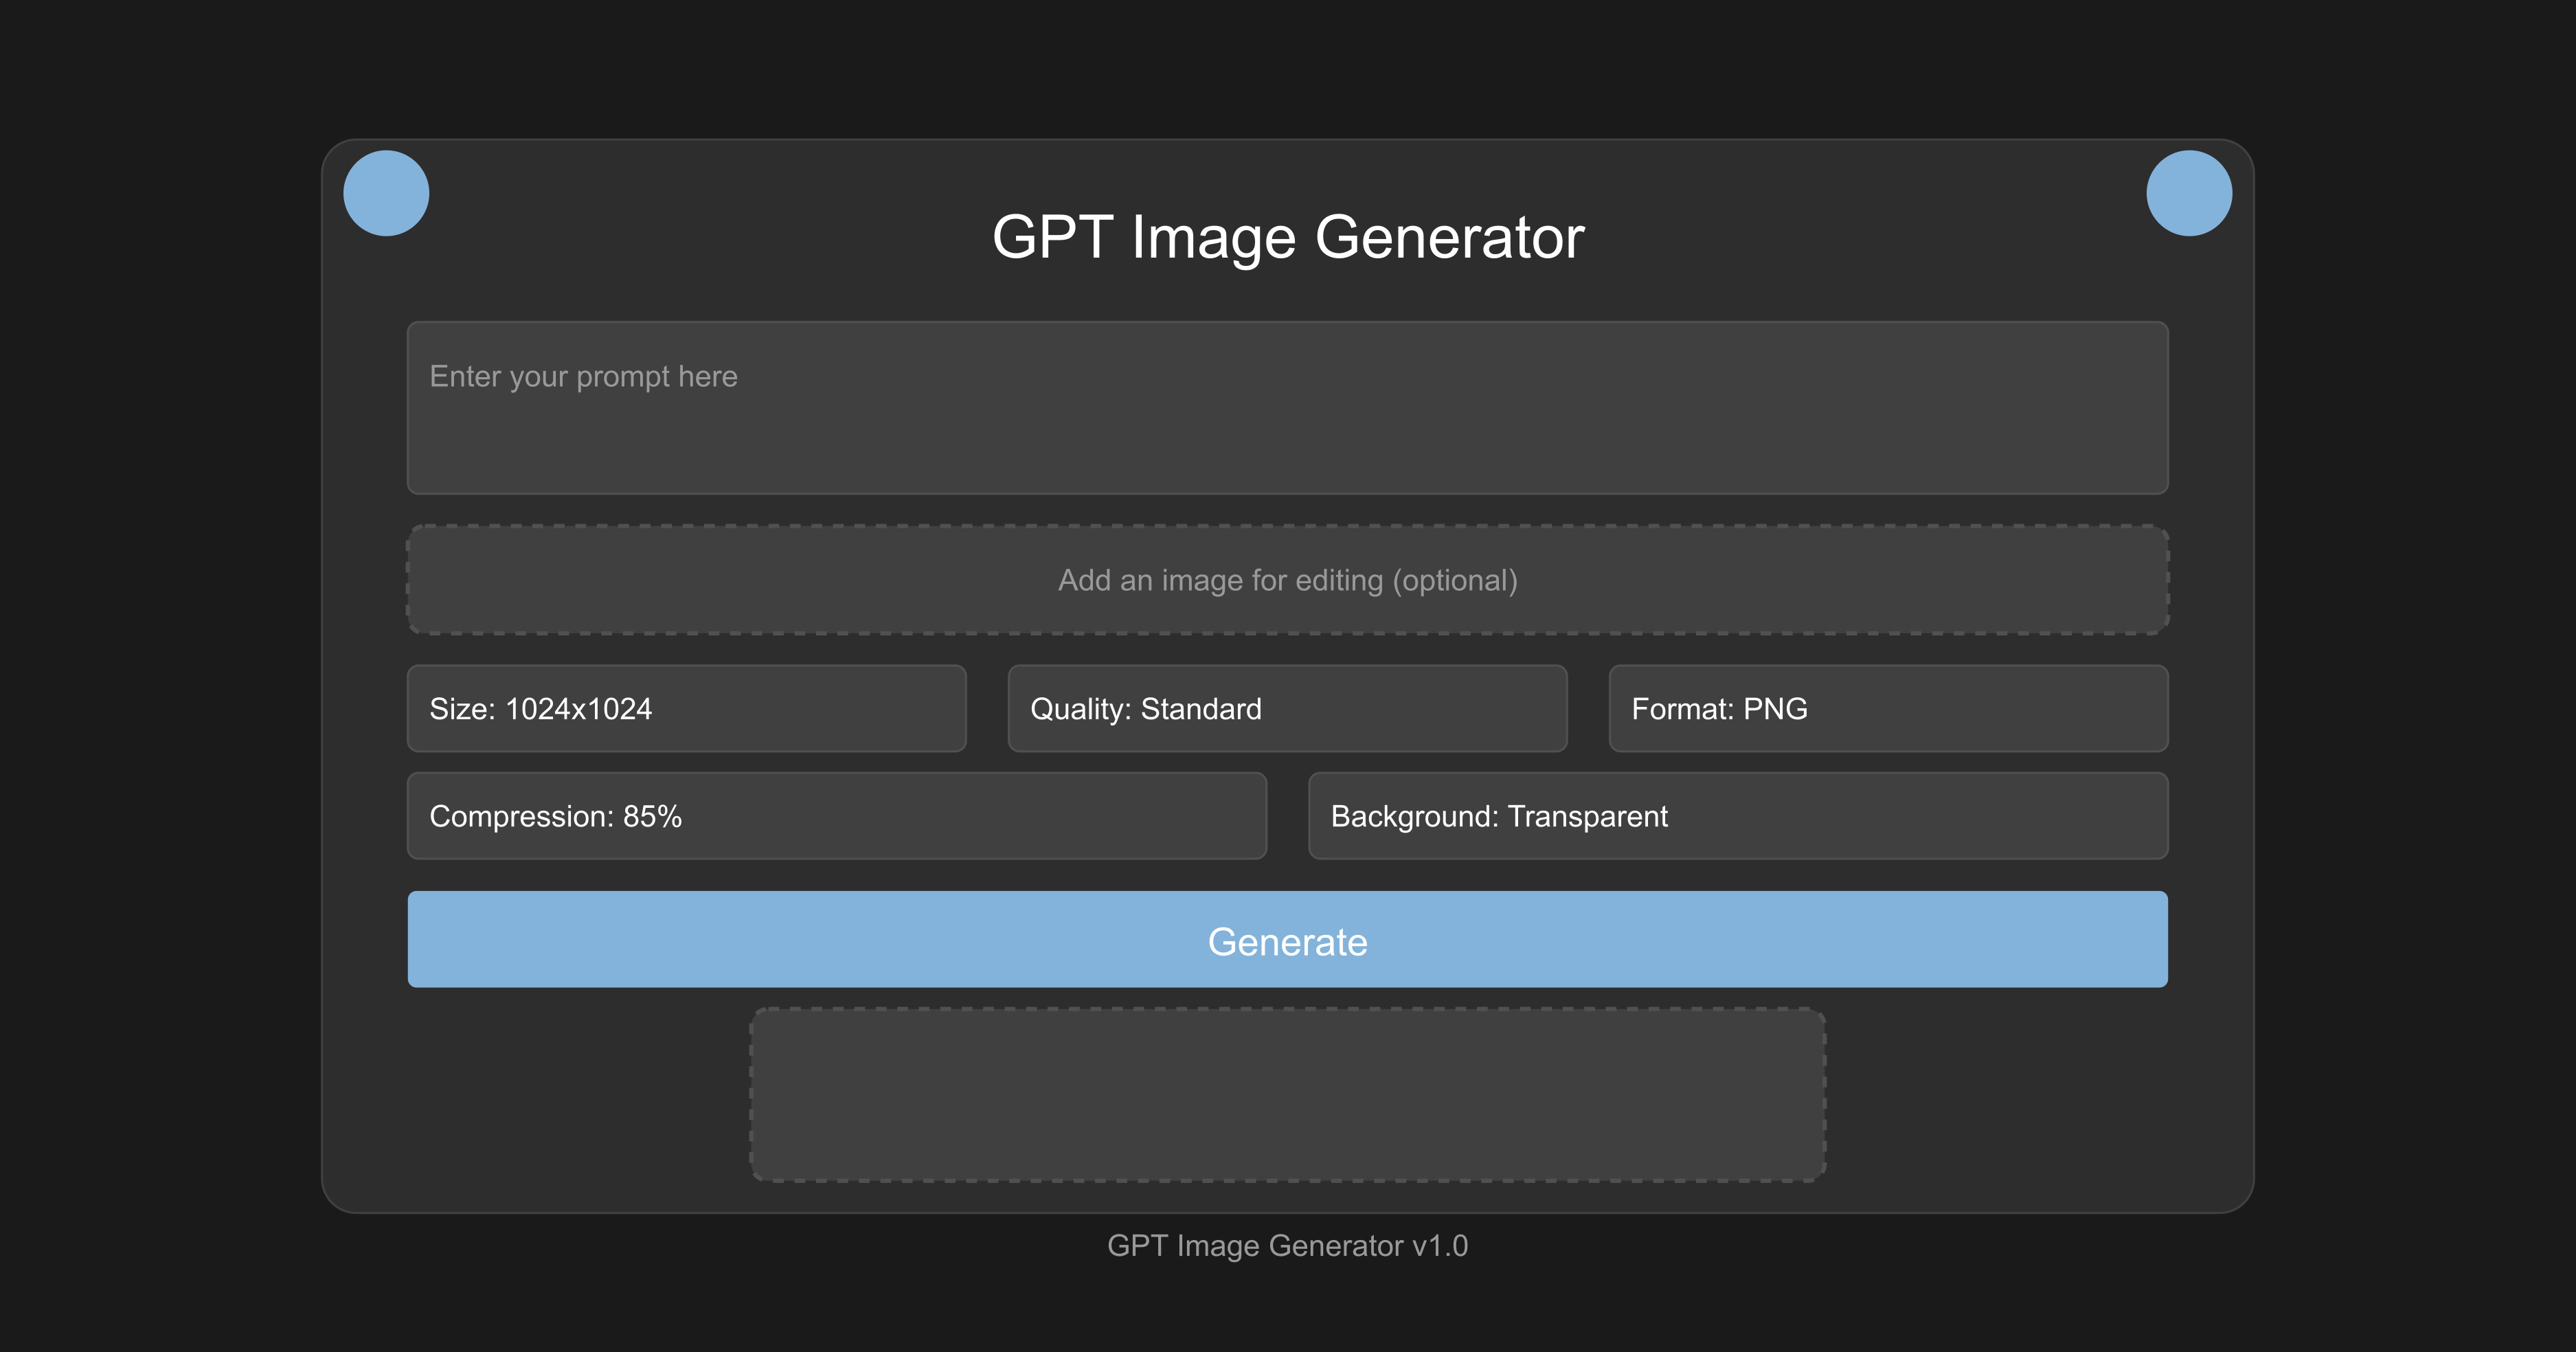 GPT Image Generator
Enter your prompt here
Add an image for editing (optional)
Size: 1024x1024
Quality: Standard
Format: PNG
Compression: 85%
Background: Transparent
Generate
GPT Image Generator v1.0